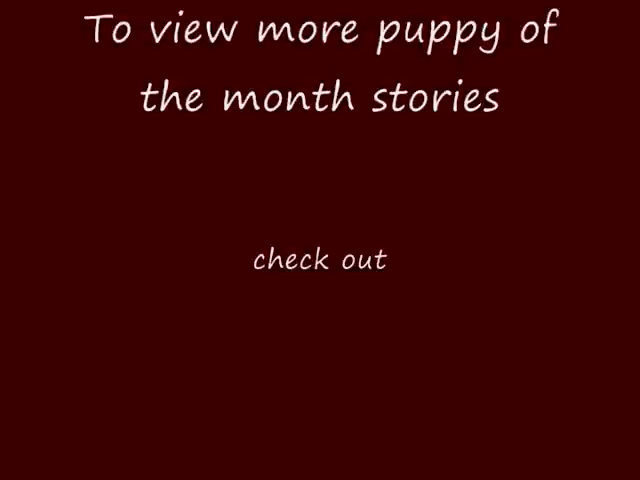 To view more puppy of
the month stories
check out